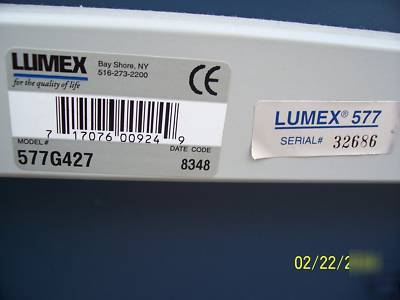 LUMEX
for the quality of life
Bay Shore, NY
516-273-2200
CE
7 17076 00924 9
MODEL#
577G427
DATE CODE
8348
LUMEX® 577
SERIAL# 32686
02/22/2